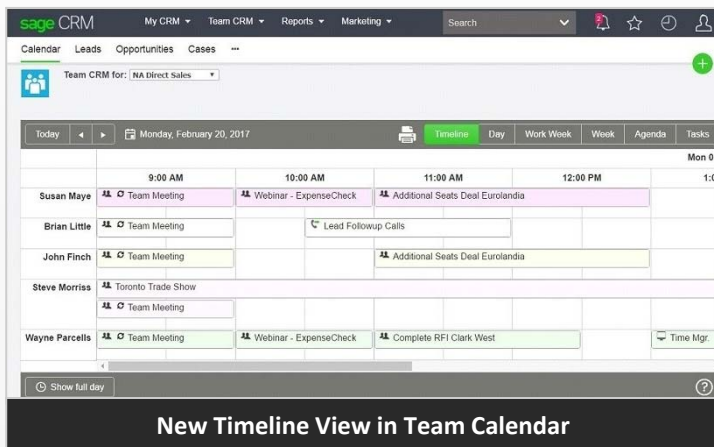 sage CRM My CRM Team CRM Reports Marketing Search 2
Calendar Leads Opportunities Cases ...
Team CRM for: NA Direct Sales
Today Monday, February 20, 2017 Timeline Day Work Week Week Agenda Tasks
Mon 0
9:00 AM 10:00 AM 11:00 AM 12:00 PM 1:0
Susan Maye Team Meeting Webinar - ExpenseCheck Additional Seats Deal Eurolandia
Brian Little Team Meeting Lead Followup Calls
John Finch Team Meeting Additional Seats Deal Eurolandia
Steve Morriss Toronto Trade Show
Team Meeting
Wayne Parcells Team Meeting Webinar - ExpenseCheck Complete RFI Clark West Time Mgr.
Show full day ?
New Timeline View in Team Calendar